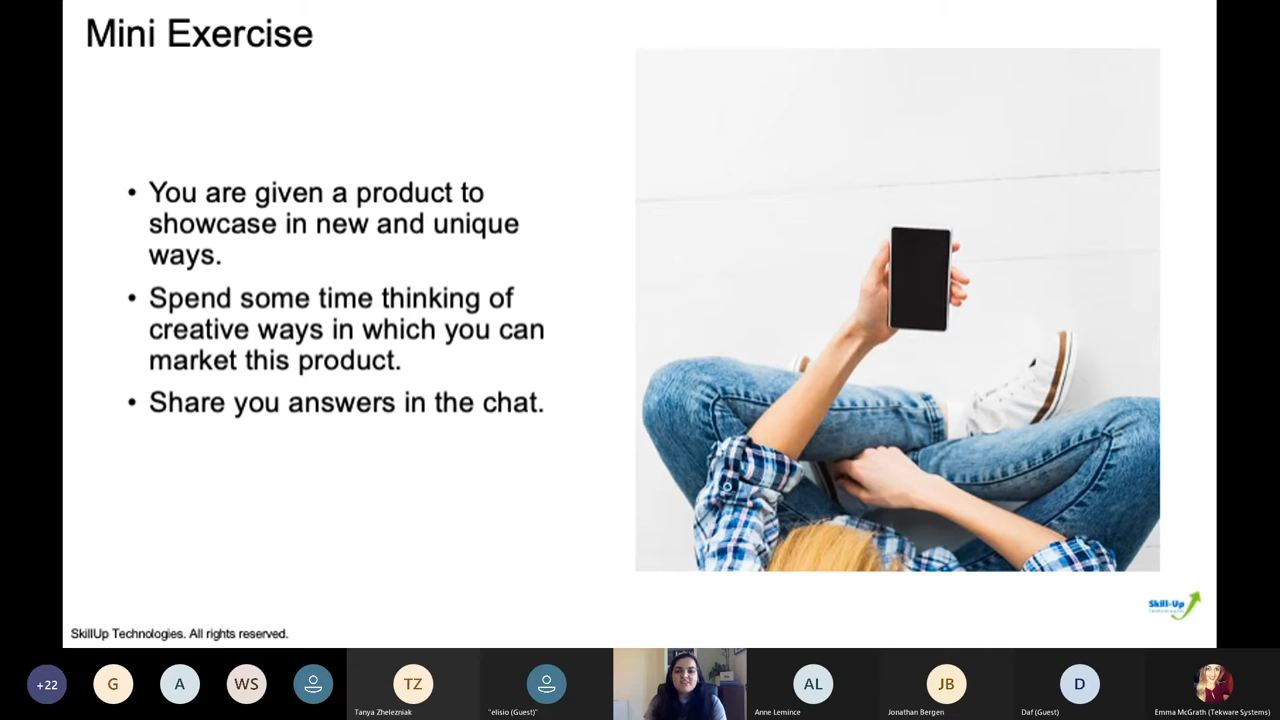 Mini Exercise
• You are given a product to
showcase in new and unique
ways.
• Spend some time thinking of
creative ways in which you can
market this product.
• Share you answers in the chat.
Skill-Up
SkillUp Technologies. All rights reserved.
+22
G
A
WS
TZ
AL
JB
D
Tanya Zhelezniak
"elisio (Guest)"
Anne Lemince
Jonathan Bergen
Daf (Guest)
Emma McGrath (Tekware Systems)